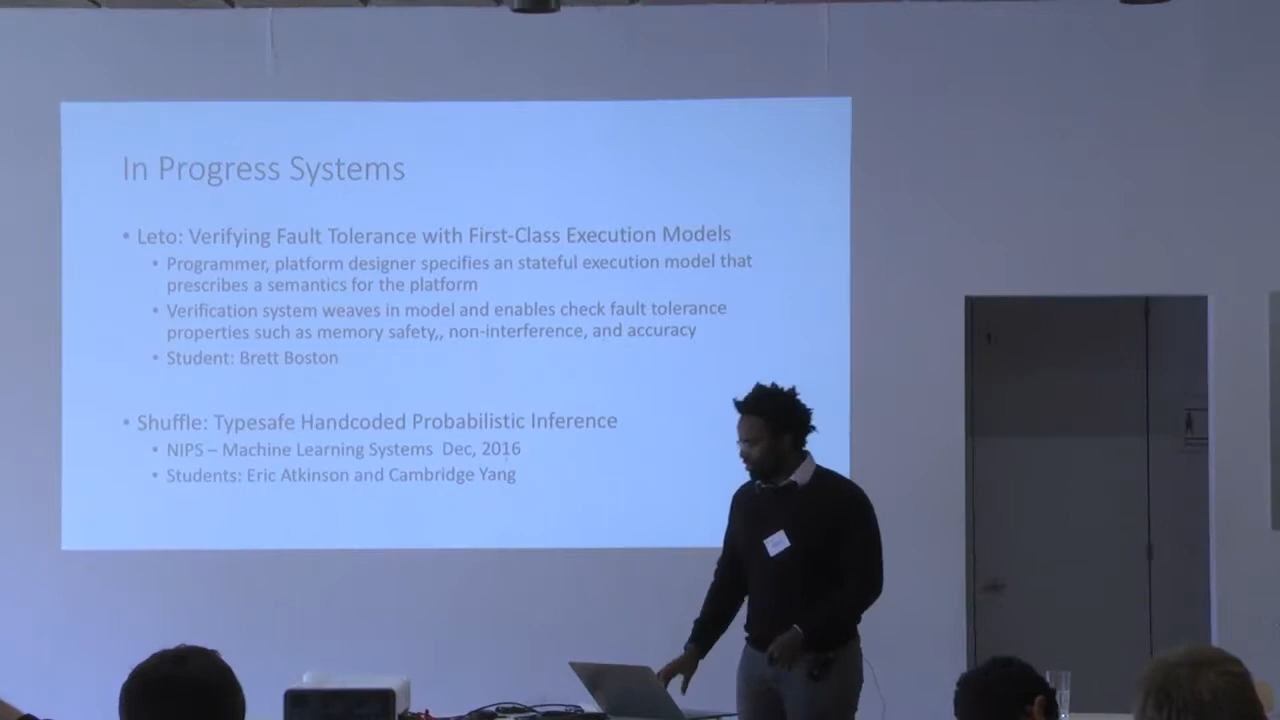 In Progress Systems
• Leto: Verifying Fault Tolerance with First-Class Execution Models
• Programmer, platform designer specifies an stateful execution model that
prescribes a semantics for the platform
• Verification system weaves in model and enables check fault tolerance
properties such as memory safety,, non-interference, and accuracy
• Student: Brett Boston
• Shuffle: Typesafe Handcoded Probabilistic Inference
• NIPS – Machine Learning Systems Dec, 2016
• Students: Eric Atkinson and Cambridge Yang